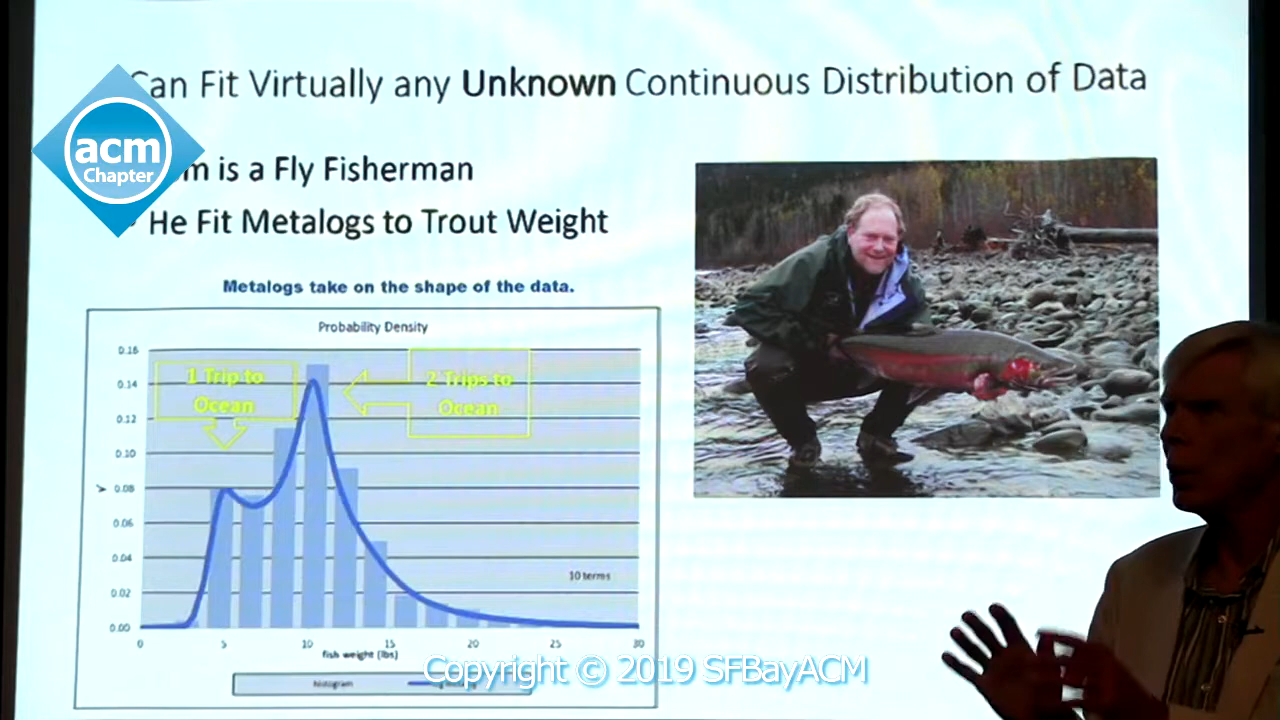 an Fit Virtually any Unknown Continuous Distribution of Data
acm
Chapter
m is a Fly Fisherman
He Fit Metalogs to Trout Weight
Metalogs take on the shape of the data.
Probability Density
0.16
0.14
0.12
0.10
0.08
0.06
0.04
0.02
0.00
1 Trip to
Ocean
2 Trips to
Ocean
10 terms
0 5 10 15 20 25 30
fish weight (lbs)
histogram
Copyright © 2019 SFBayACM